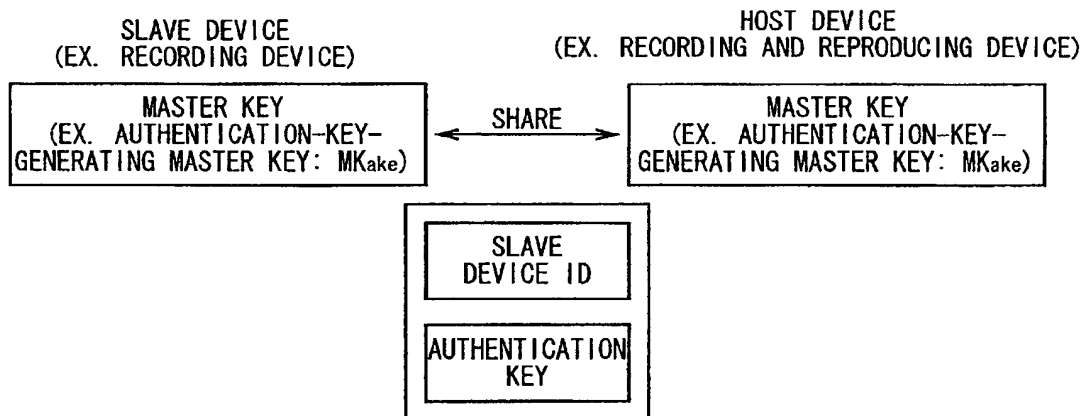 SLAVE DEVICE
(EX. RECORDING DEVICE)
HOST DEVICE
(EX. RECORDING AND REPRODUCING DEVICE)
MASTER KEY
(EX. AUTHENTICATION-KEY-
GENERATING MASTER KEY: MKake)
SHARE
MASTER KEY
(EX. AUTHENTICATION-KEY-
GENERATING MASTER KEY: MKake)
SLAVE
DEVICE ID
AUTHENTICATION
KEY